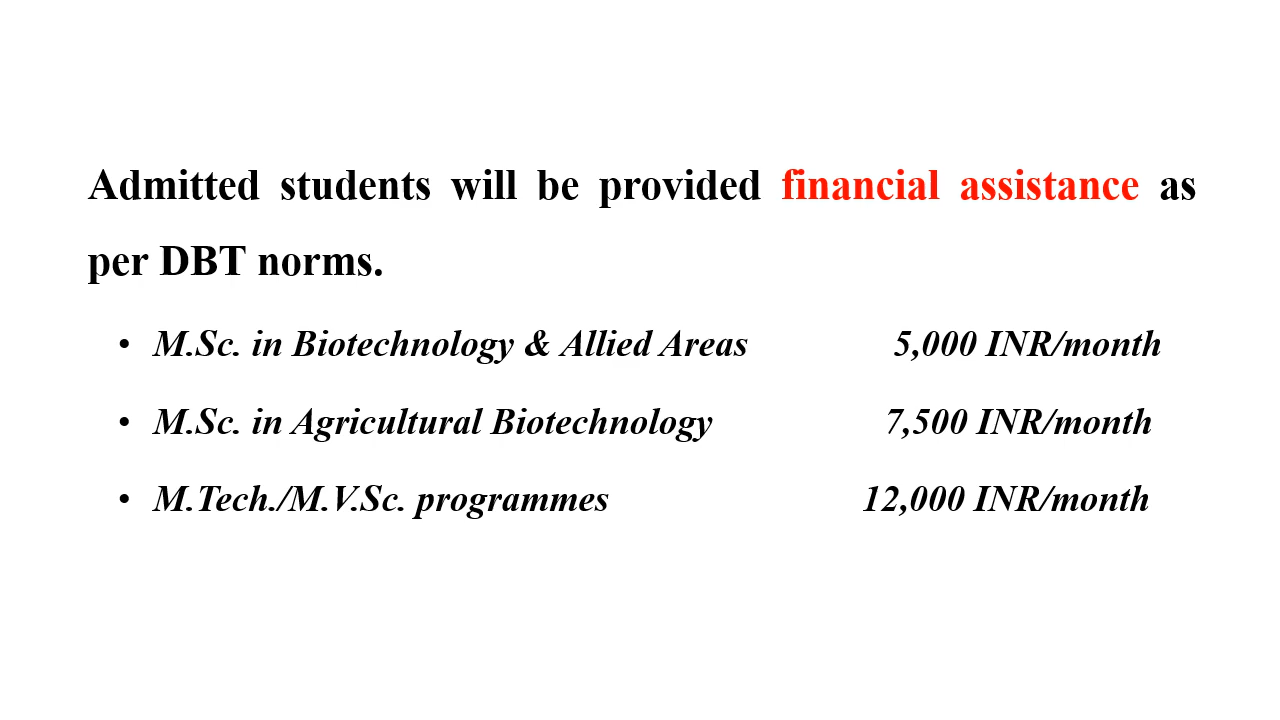 Admitted students will be provided financial assistance as
per DBT norms.
• M.Sc. in Biotechnology & Allied Areas 5,000 INR/month
• M.Sc. in Agricultural Biotechnology 7,500 INR/month
• M.Tech./M.V.Sc. programmes 12,000 INR/month